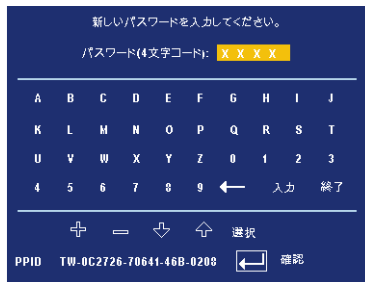 新しいパスワードを入力してください。
パスワード(4文字コード): X X X X
A B C D E F G H I J
K L M N O P Q R S T
U V W X Y Z 0 1 2 3
4 5 6 7 8 9 ← 入力 終了
+ − ⇩ ⇧ 選択
PPID TW-0C2726-70641-46B-0208 ↵ 確認